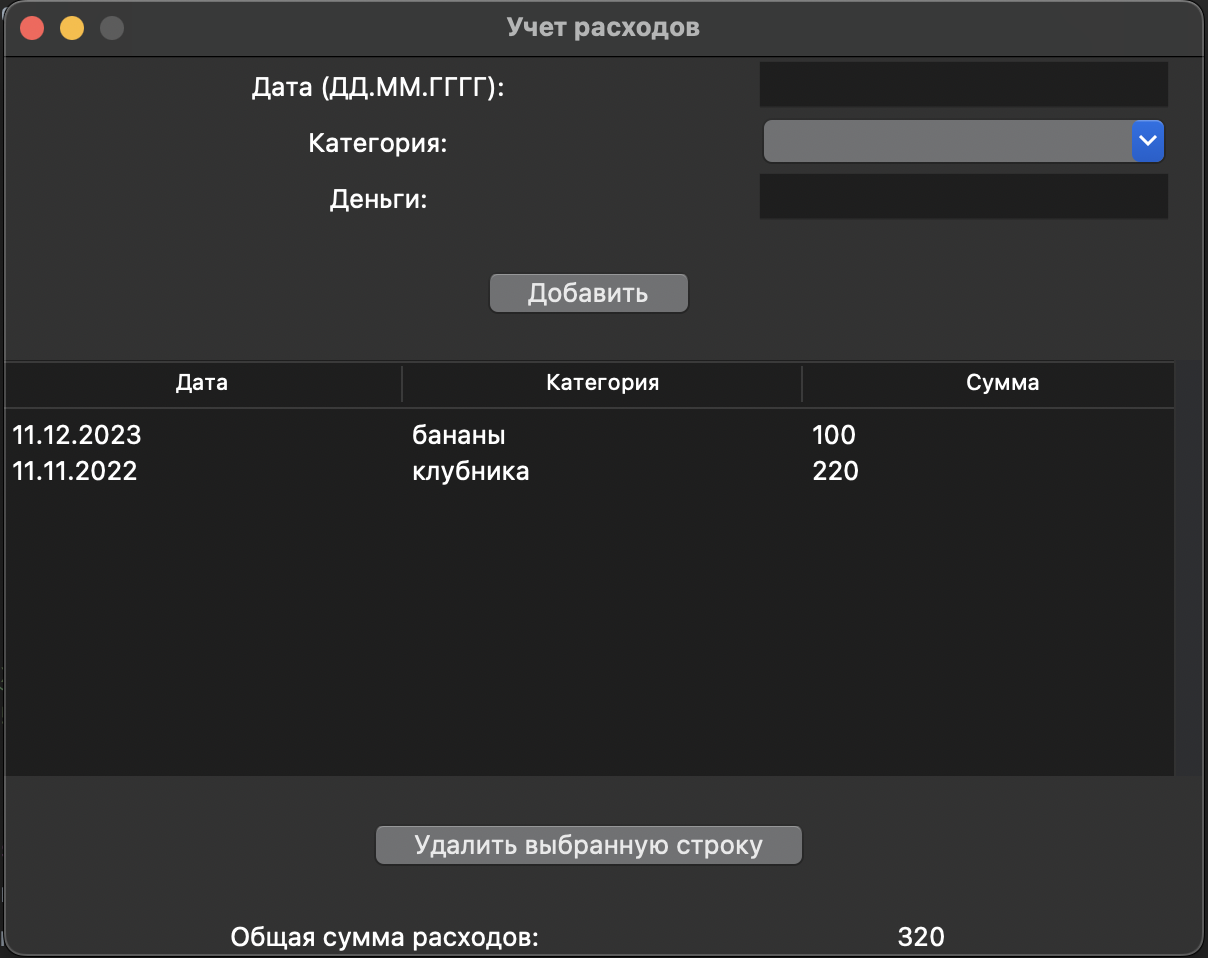 Учет расходов
Дата (ДД.ММ.ГГГГ):
Категория:
Деньги:
Добавить
Дата Категория Сумма
11.12.2023 бананы 100
11.11.2022 клубника 220
Удалить выбранную строку
Общая сумма расходов: 320